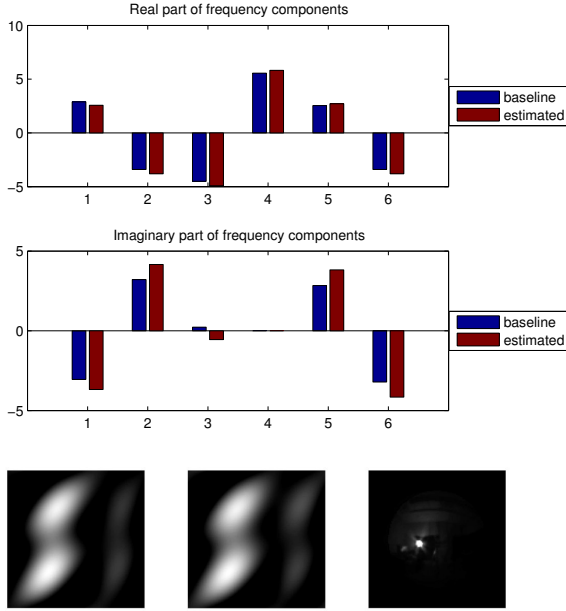 Real part of frequency components
10
5
0
−5
1 2 3 4 5 6
baseline
estimated
Imaginary part of frequency components
5
0
−5
1 2 3 4 5 6
baseline
estimated